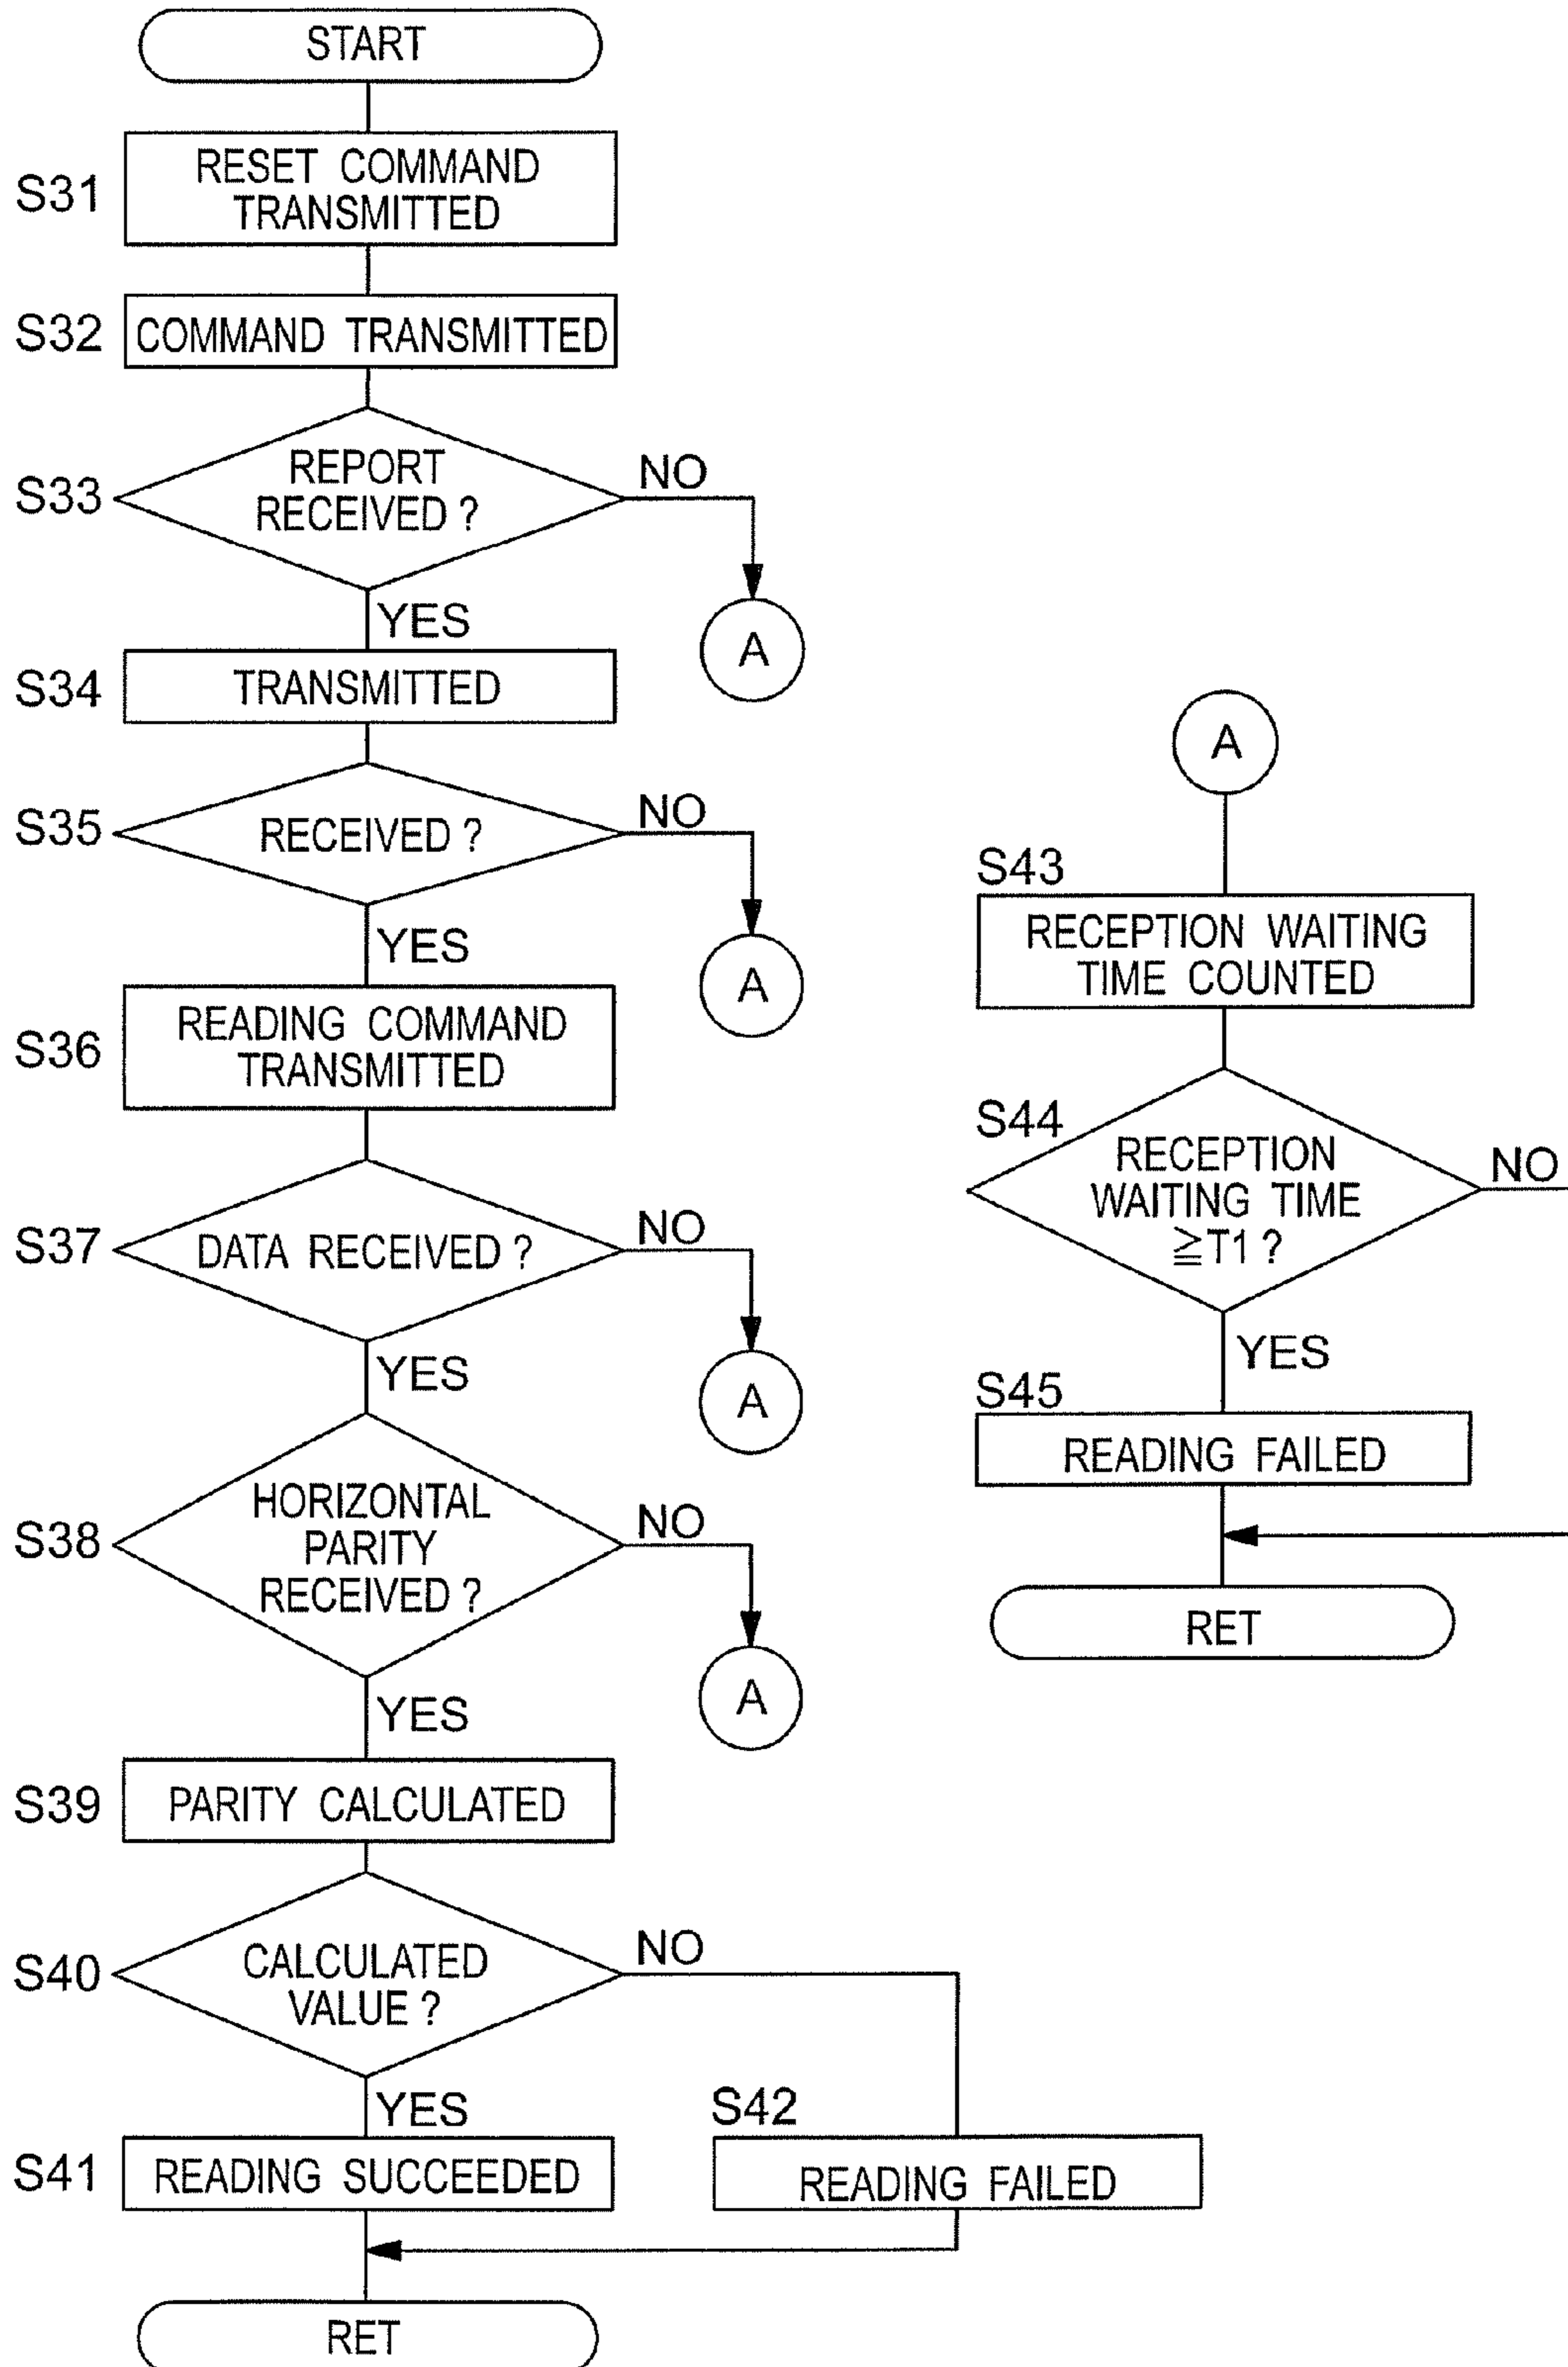 START
S31
RESET COMMAND
TRANSMITTED
S32
COMMAND TRANSMITTED
S33
REPORT
RECEIVED ?
NO
A
YES
S34
TRANSMITTED
S35
RECEIVED ?
NO
A
YES
S36
READING COMMAND
TRANSMITTED
S37
DATA RECEIVED ?
NO
A
YES
S38
HORIZONTAL
PARITY
RECEIVED ?
NO
A
YES
S39
PARITY CALCULATED
S40
CALCULATED
VALUE ?
NO
YES
S41
READING SUCCEEDED
S42
READING FAILED
RET
A
S43
RECEPTION WAITING
TIME COUNTED
S44
RECEPTION
WAITING TIME
≧T1 ?
NO
YES
S45
READING FAILED
RET